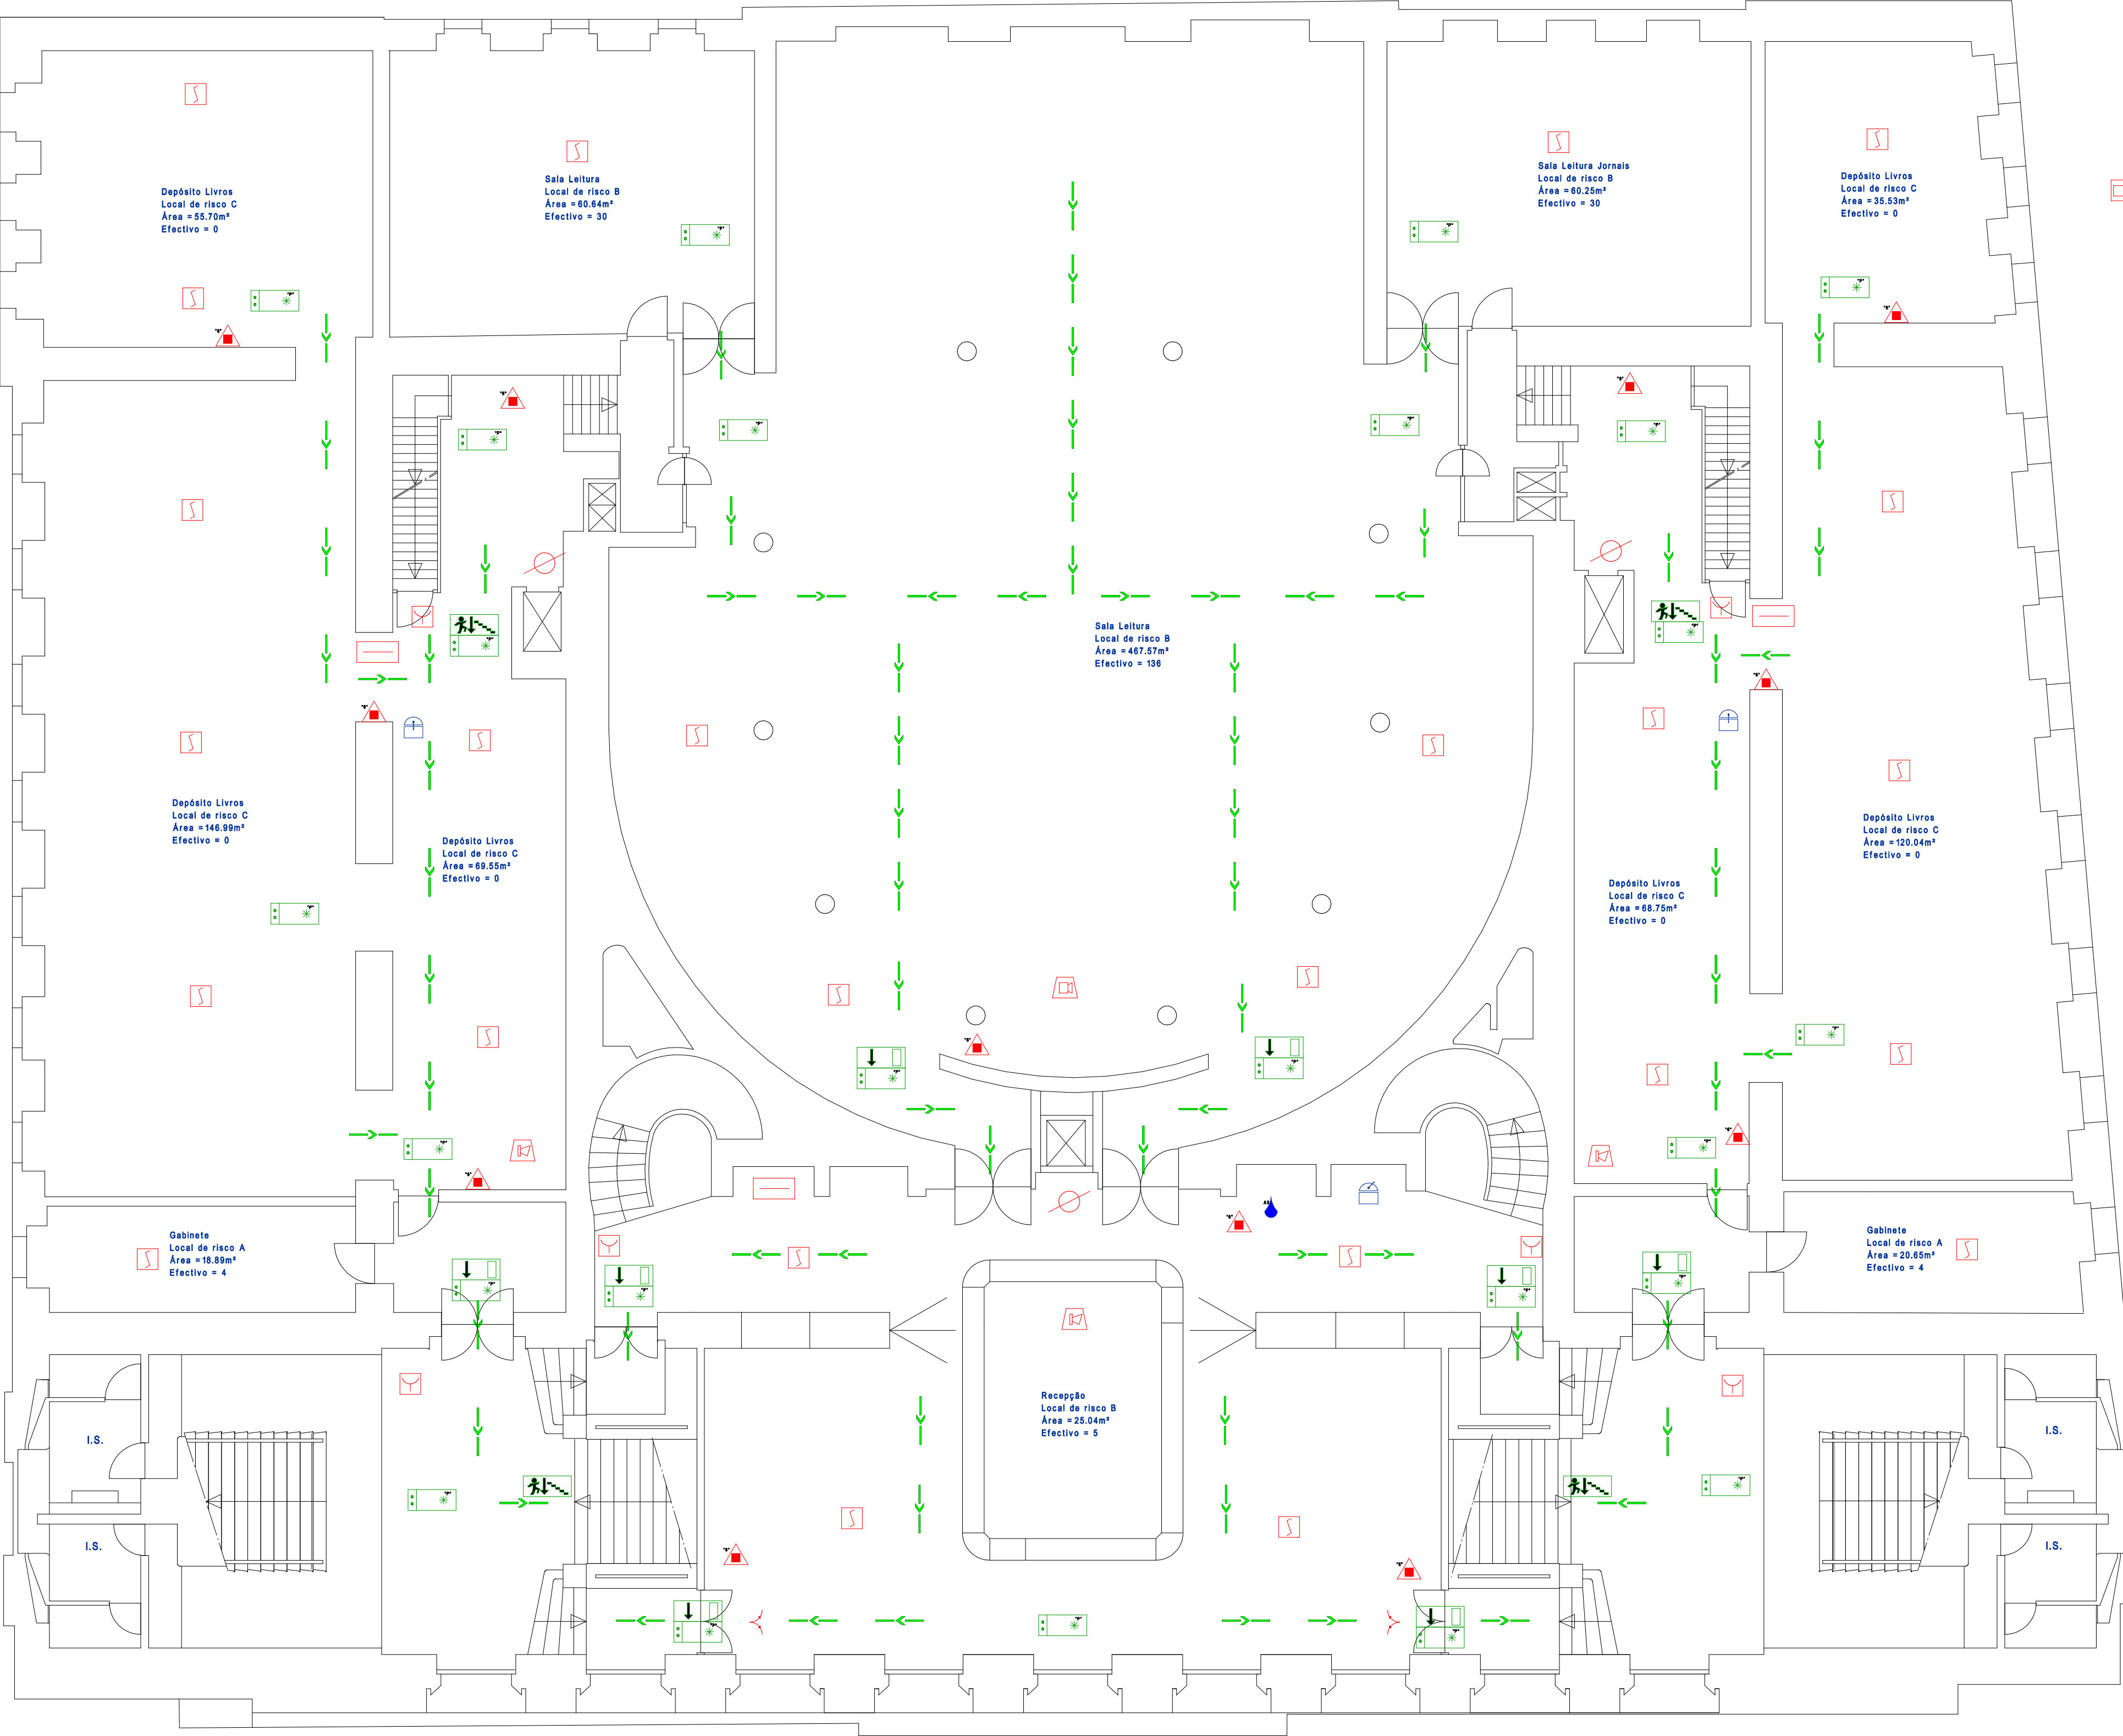 Depósito Livros
Local de risco C
Área =55.70m²
Efectivo = 0
Sala Leitura
Local de risco B
Área =60.64m²
Efectivo = 30
Sala Leitura Jornais
Local de risco B
Área =60.25m²
Efectivo = 30
Depósito Livros
Local de risco C
Área =35.53m²
Efectivo = 0
Sala Leitura
Local de risco B
Área =467.57m²
Efectivo = 136
Depósito Livros
Local de risco C
Área =146.99m²
Efectivo = 0
Depósito Livros
Local de risco C
Área =69.55m²
Efectivo = 0
Depósito Livros
Local de risco C
Área =68.75m²
Efectivo = 0
Depósito Livros
Local de risco C
Área =120.04m²
Efectivo = 0
Gabinete
Local de risco A
Área =18.89m²
Efectivo = 4
Gabinete
Local de risco A
Área =20.65m²
Efectivo = 4
Recepção
Local de risco B
Área =25.04m²
Efectivo = 5
I.S.
I.S.
I.S.
I.S.